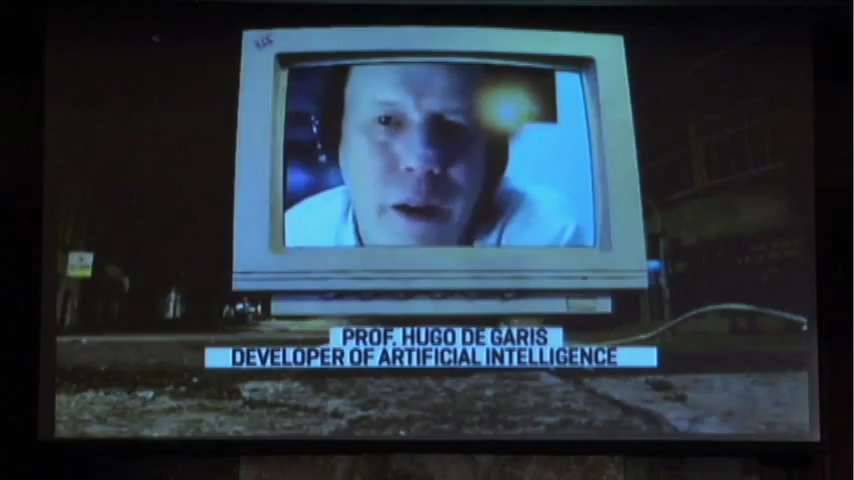 PROF. HUGO DE GARIS
DEVELOPER OF ARTIFICIAL INTELLIGENCE